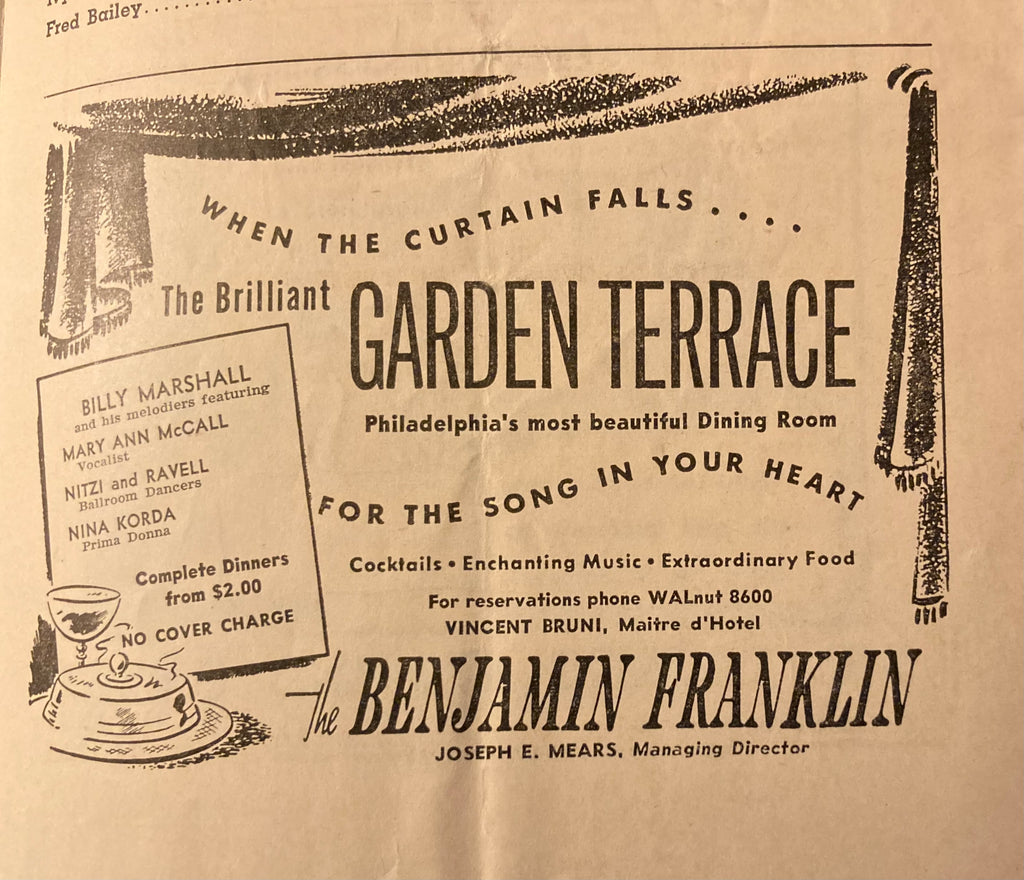 Fred Bailey..........
WHEN THE CURTAIN FALLS....
The Brilliant GARDEN TERRACE
Philadelphia's most beautiful Dining Room
BILLY MARSHALL
and his melodiers featuring
MARY ANN McCALL
Vocalist
NITZI and RAVELL
Ballroom Dancers
NINA KORDA
Prima Donna
Complete Dinners
from $2.00
NO COVER CHARGE
FOR THE SONG IN YOUR HEART
Cocktails • Enchanting Music • Extraordinary Food
For reservations phone WALnut 8600
VINCENT BRUNI, Maitre d'Hotel
The BENJAMIN FRANKLIN
JOSEPH E. MEARS, Managing Director